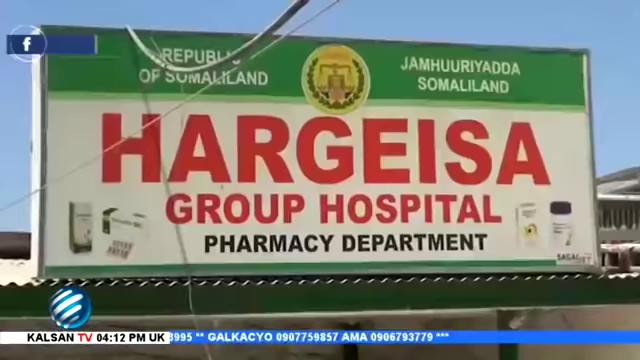 REPUBLIC
OF SOMALILAND
JAMHUURIYADDA
SOMALILAND
HARGEISA
GROUP HOSPITAL
PHARMACY DEPARTMENT
KALSAN TV 04:12 PM UK
3995 ** GALKACYO 0907759857 AMA 0906793779 ***